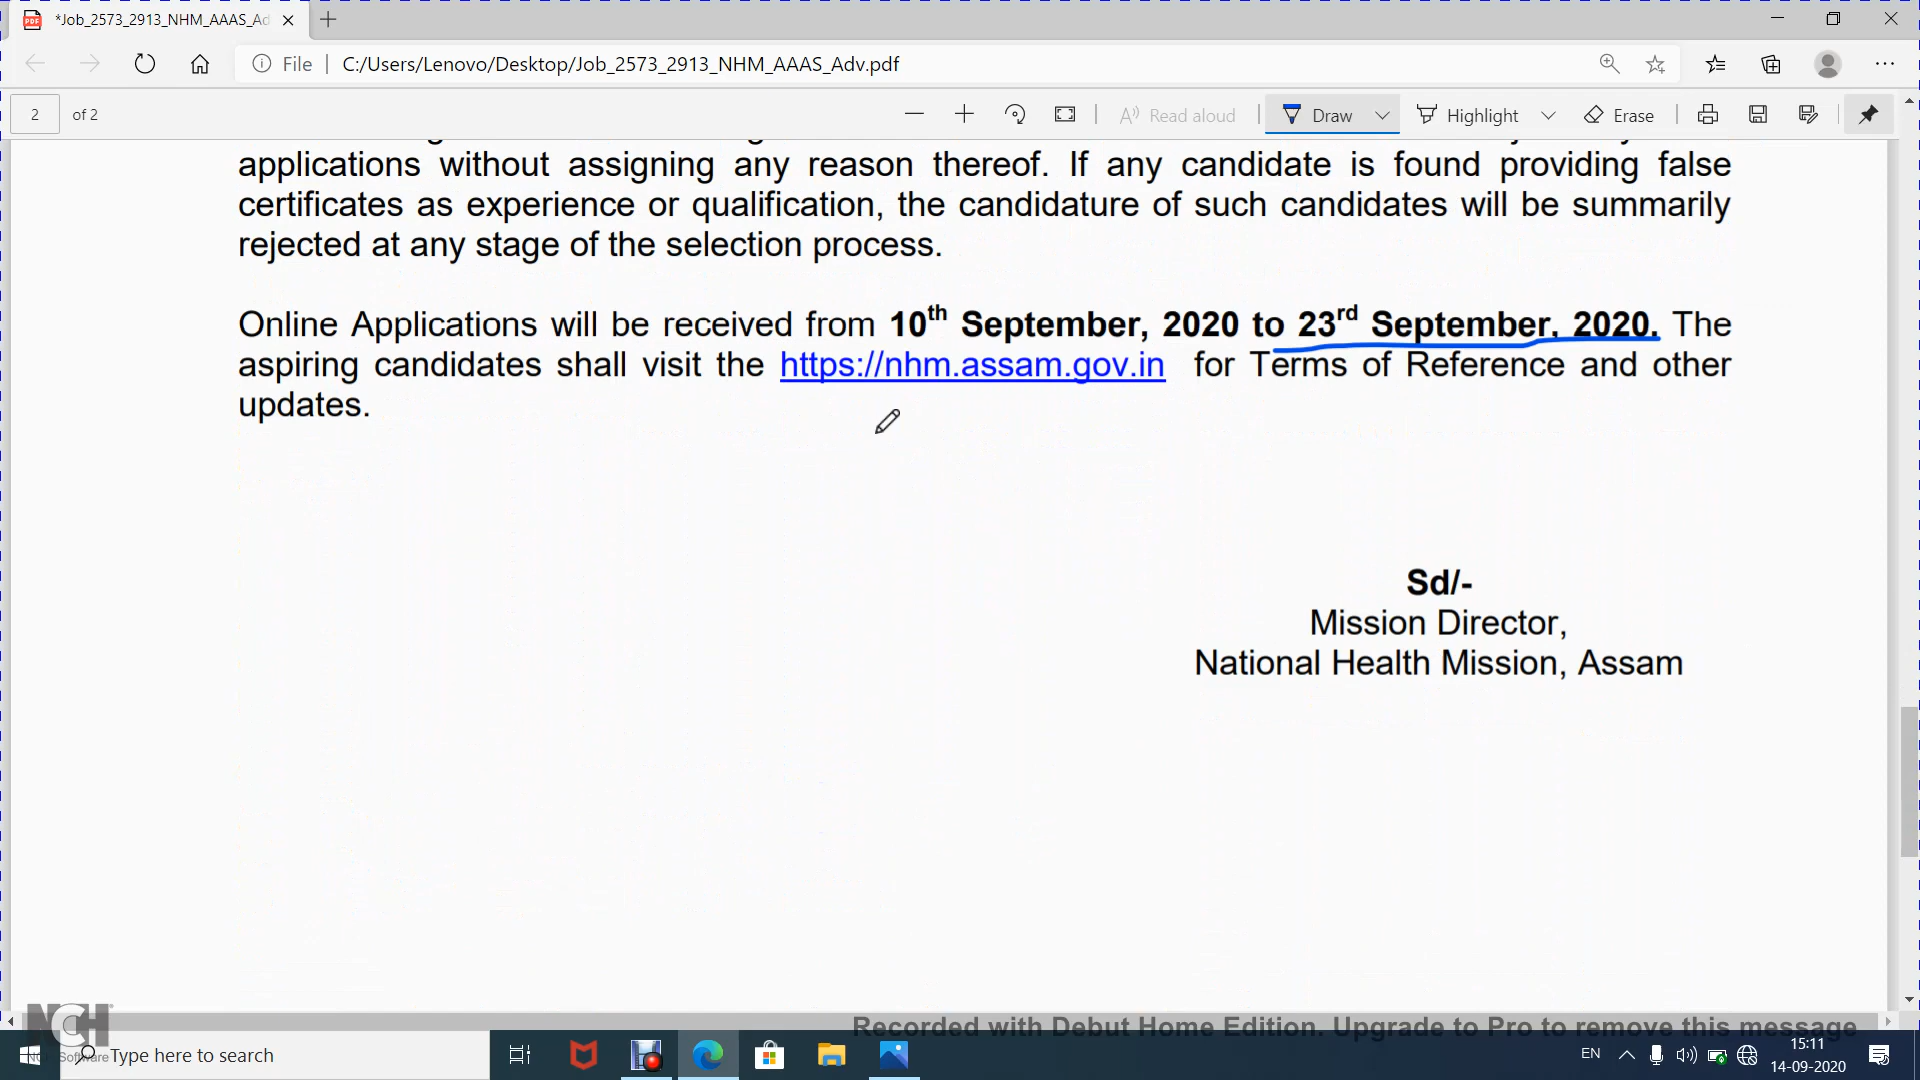 *Job_2573_2913_NHM_AAAS_Ad
File C:/Users/Lenovo/Desktop/Job_2573_2913_NHM_AAAS_Adv.pdf
2 of 2 Read aloud Draw Highlight Erase
applications without assigning any reason thereof. If any candidate is found providing false
certificates as experience or qualification, the candidature of such candidates will be summarily
rejected at any stage of the selection process.
Online Applications will be received from 10th September, 2020 to 23rd September, 2020. The
aspiring candidates shall visit the https://nhm.assam.gov.in for Terms of Reference and other
updates.
Sd/-
Mission Director,
National Health Mission, Assam
NCH
Software
Recorded with Debut Home Edition. Upgrade to Pro to remove this message
Type here to search
EN
15:11
14-09-2020